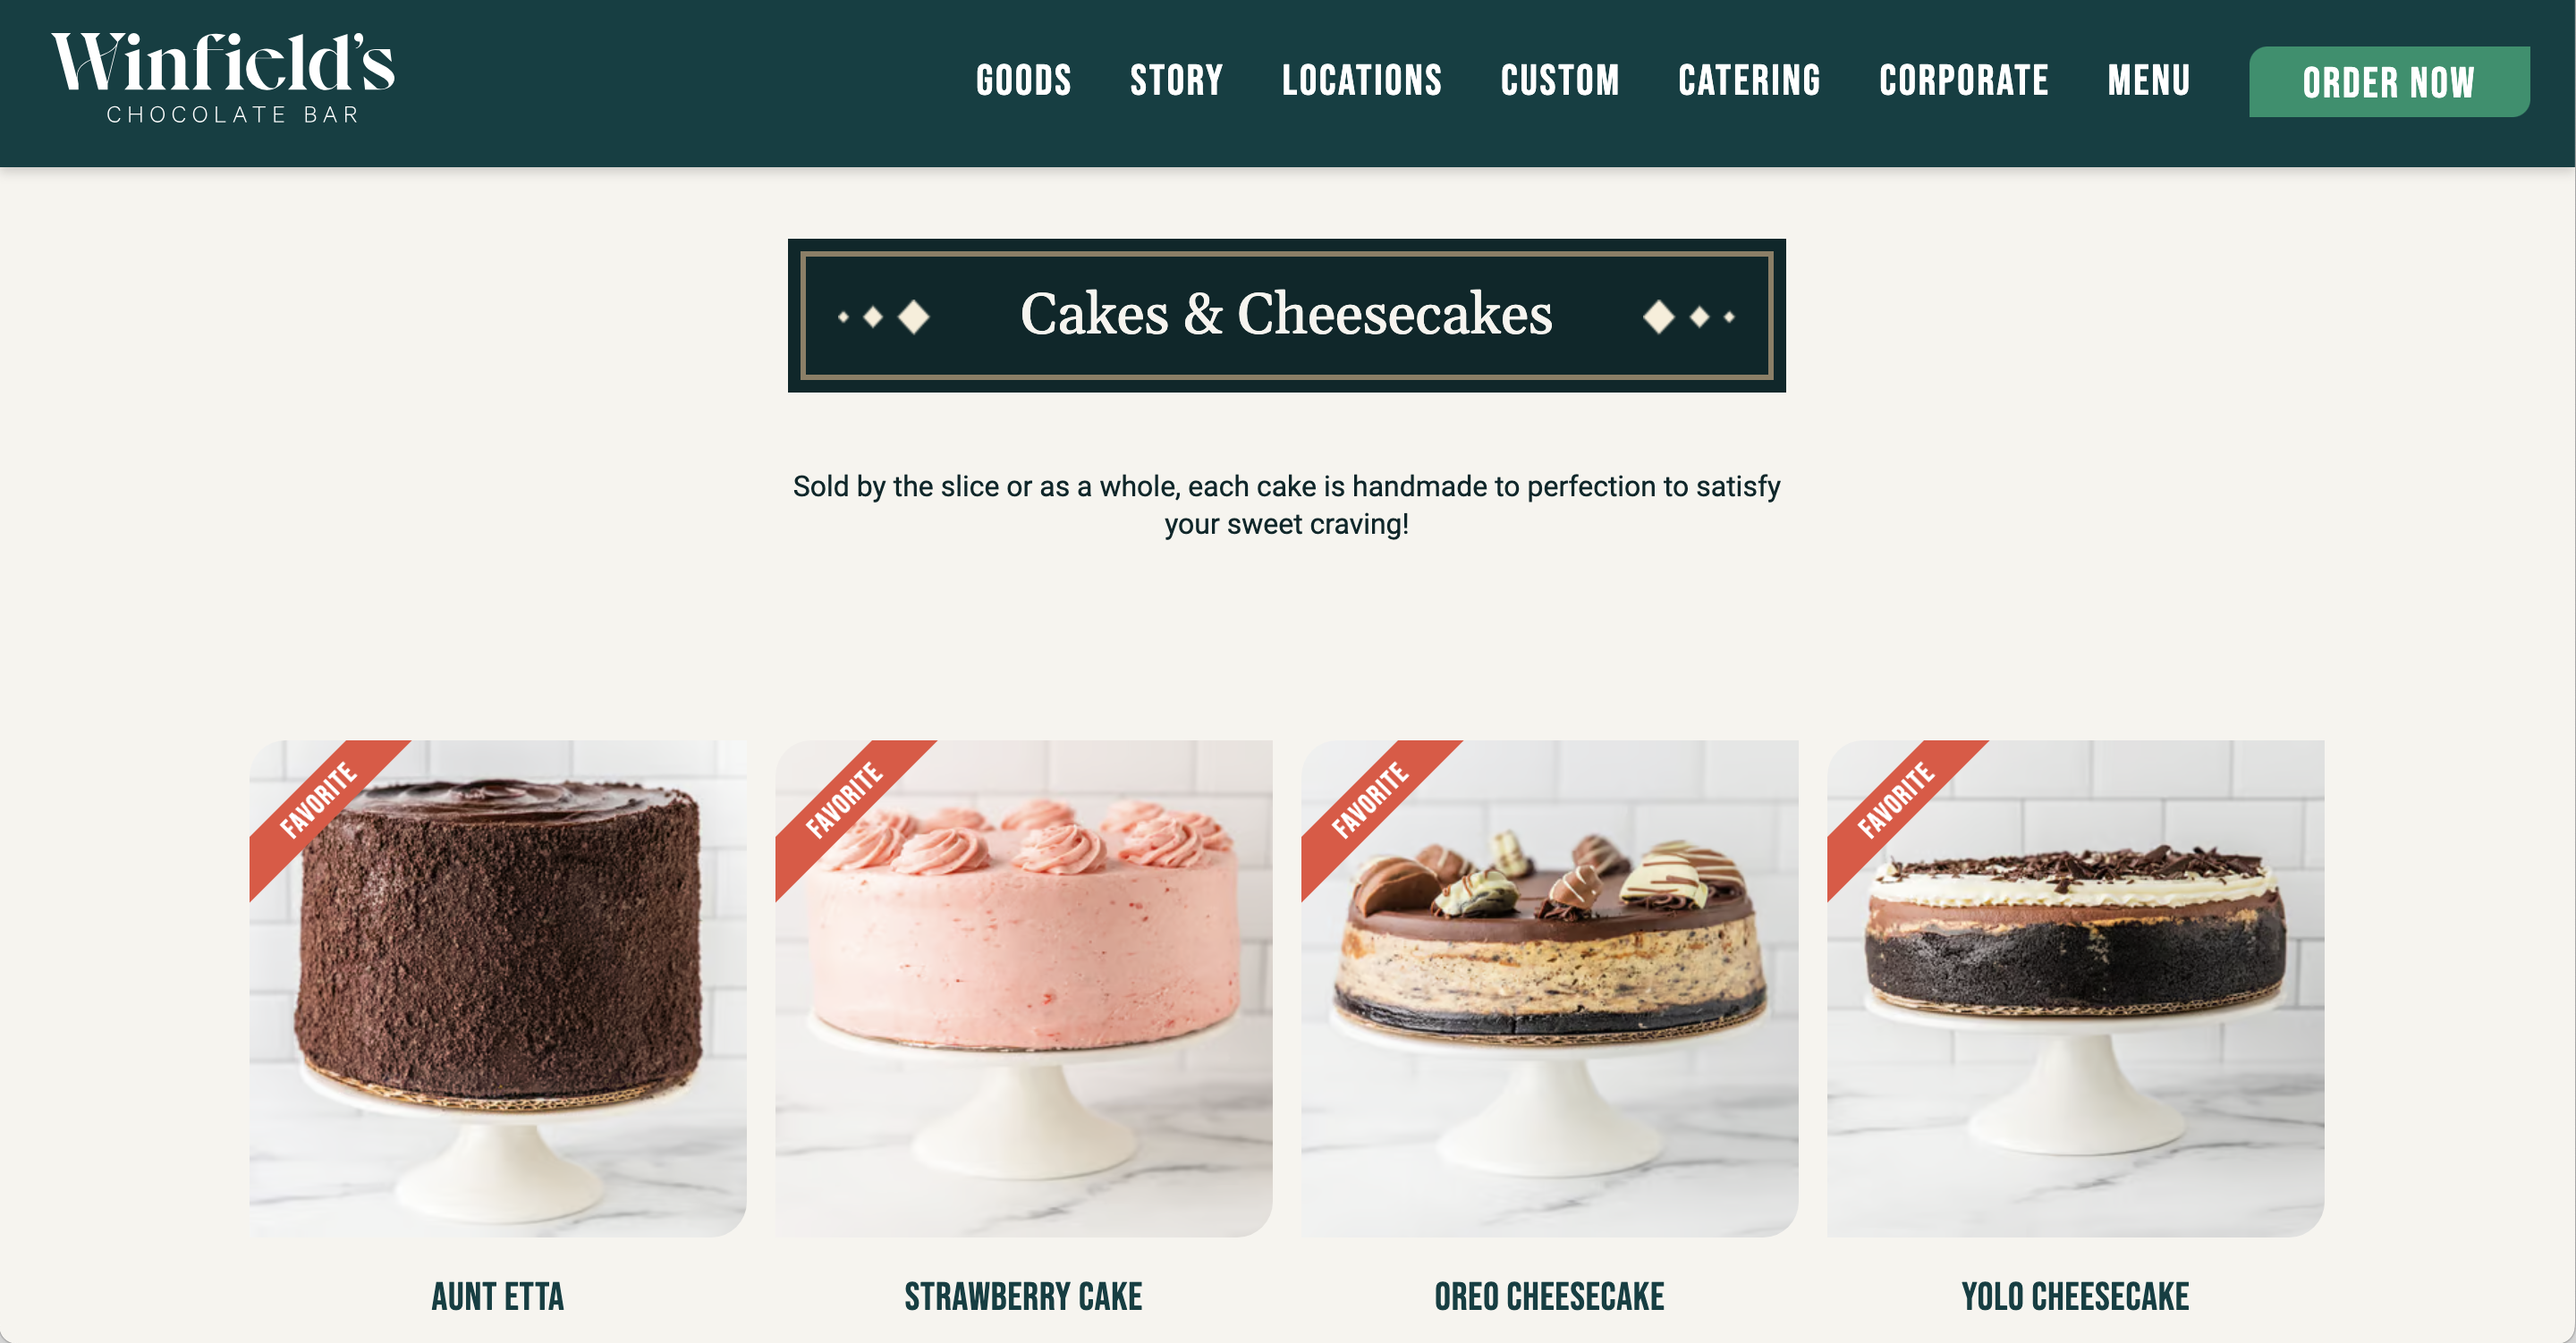 Winfield's
CHOCOLATE BAR
GOODS STORY LOCATIONS CUSTOM CATERING CORPORATE MENU ORDER NOW
Cakes & Cheesecakes
Sold by the slice or as a whole, each cake is handmade to perfection to satisfy
your sweet craving!
FAVORITE FAVORITE FAVORITE FAVORITE
AUNT ETTA STRAWBERRY CAKE OREO CHEESECAKE YOLO CHEESECAKE